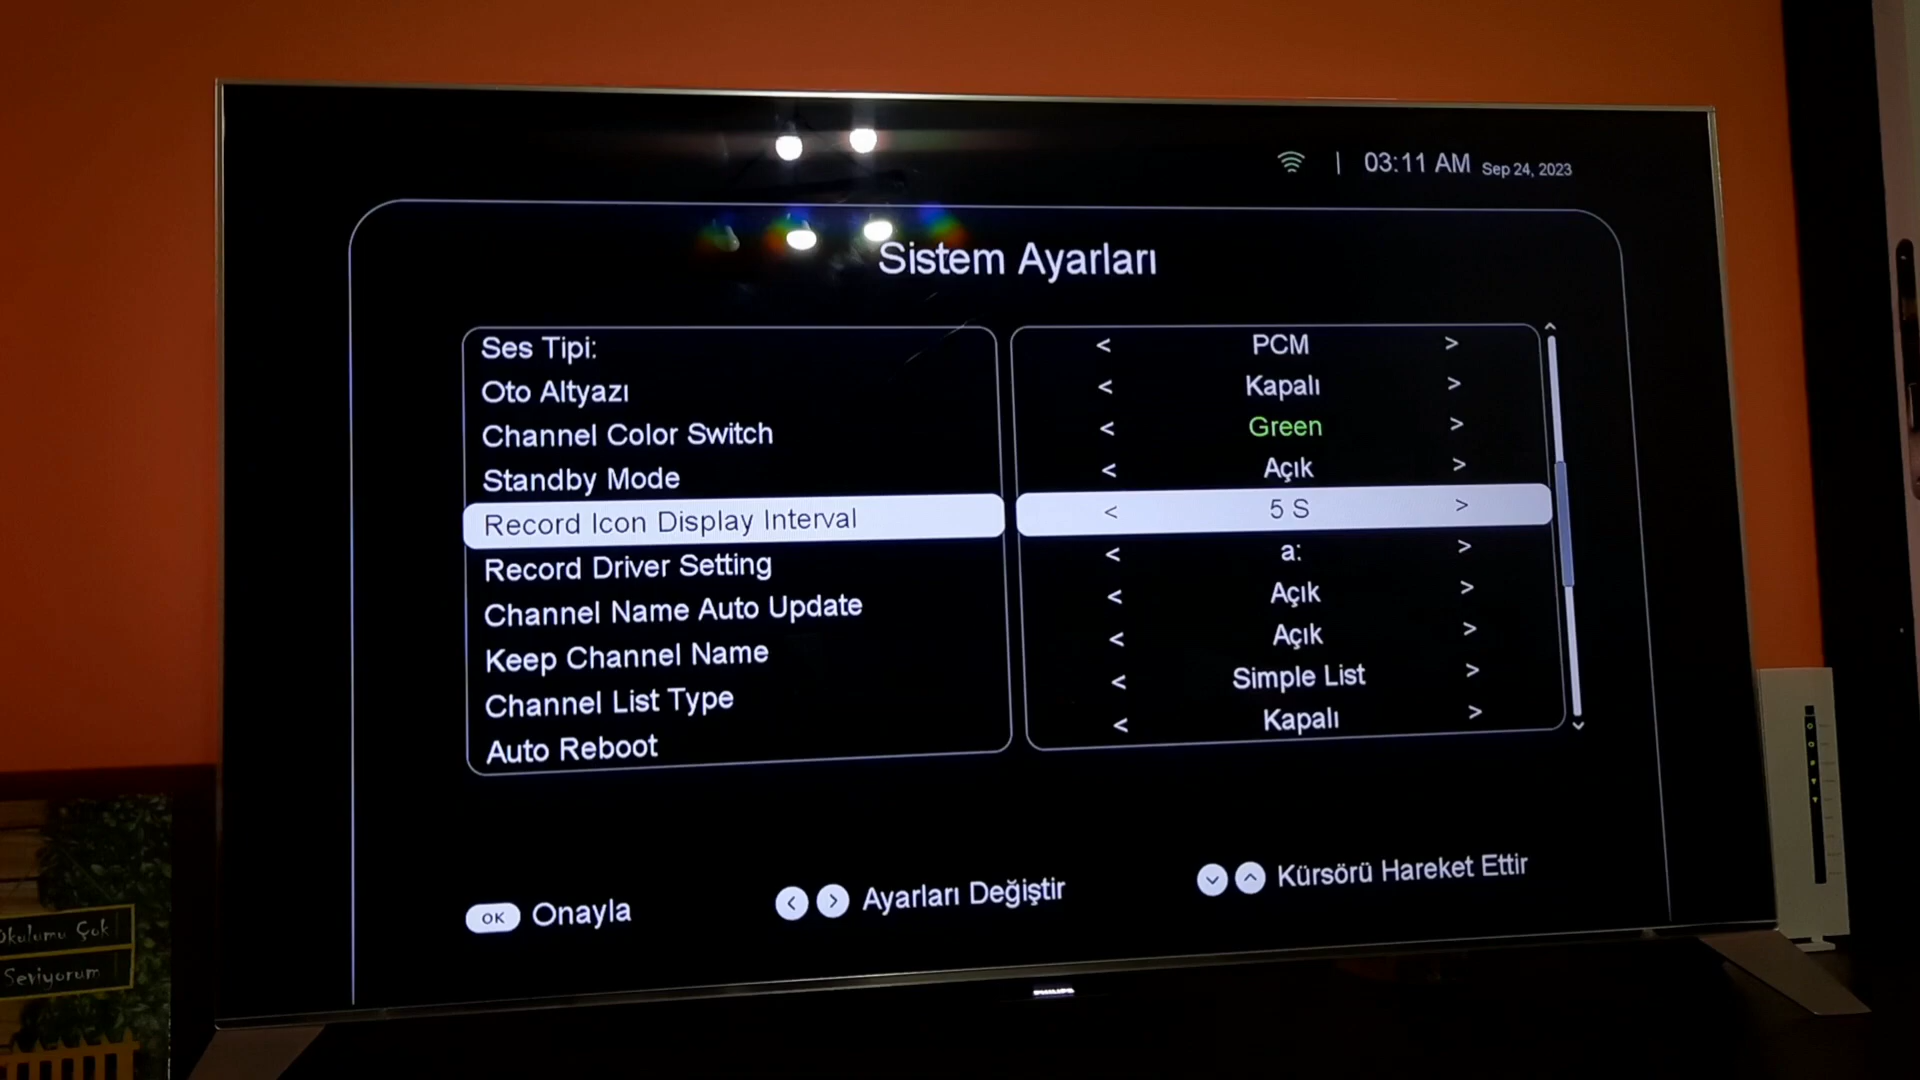 03:11 AM Sep 24, 2023
Sistem Ayarları
Ses Tipi: < PCM >
Oto Altyazı < Kapalı >
Channel Color Switch < Green >
Standby Mode < Açık >
Record Icon Display Interval < 5 S >
Record Driver Setting < a: >
Channel Name Auto Update < Açık >
Keep Channel Name < Açık >
Channel List Type < Simple List >
Auto Reboot < Kapalı >
OK Onayla
< > Ayarları Değiştir
Kürsörü Hareket Ettir
PHILIPS
Okulumu Çok
Seviyorum